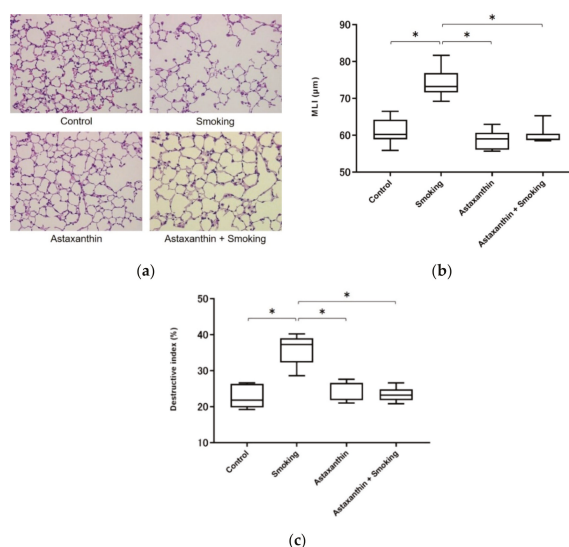 Control
Smoking
Astaxanthin
Astaxanthin + Smoking
(a)
MLI (μm)
90
80
70
60
50
*
*
*
Control
Smoking
Astaxanthin
Astaxanthin + Smoking
(b)
Destructive index (%)
50
40
30
20
10
*
*
*
Control
Smoking
Astaxanthin
Astaxanthin + Smoking
(c)